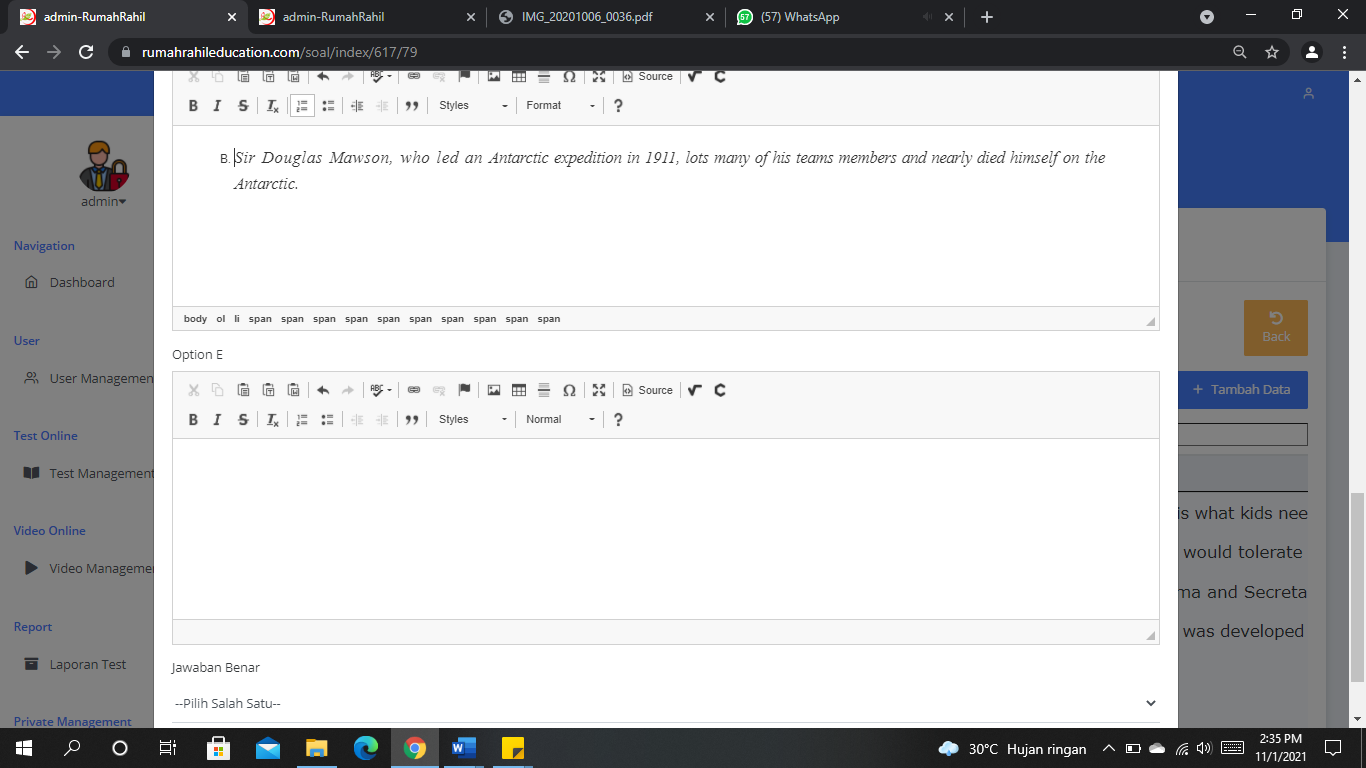 admin-RumahRahil
admin-RumahRahil
IMG_20201006_0036.pdf
(57) WhatsApp
rumahrahileducation.com/soal/index/617/79
Source
Styles
Format
B. Sir Douglas Mawson, who led an Antarctic expedition in 1911, lots many of his teams members and nearly died himself on the
Antarctic.
body ol li span span span span span span span span span span
Option E
Source
Styles
Normal
Jawaban Benar
--Pilih Salah Satu--
admin
Navigation
Dashboard
User
User Managemen
Test Online
Test Management
Video Online
Video Manageme
Report
Laporan Test
Private Management
Back
+ Tambah Data
is what kids nee
would tolerate
ma and Secreta
was developed
30°C Hujan ringan
2:35 PM
11/1/2021